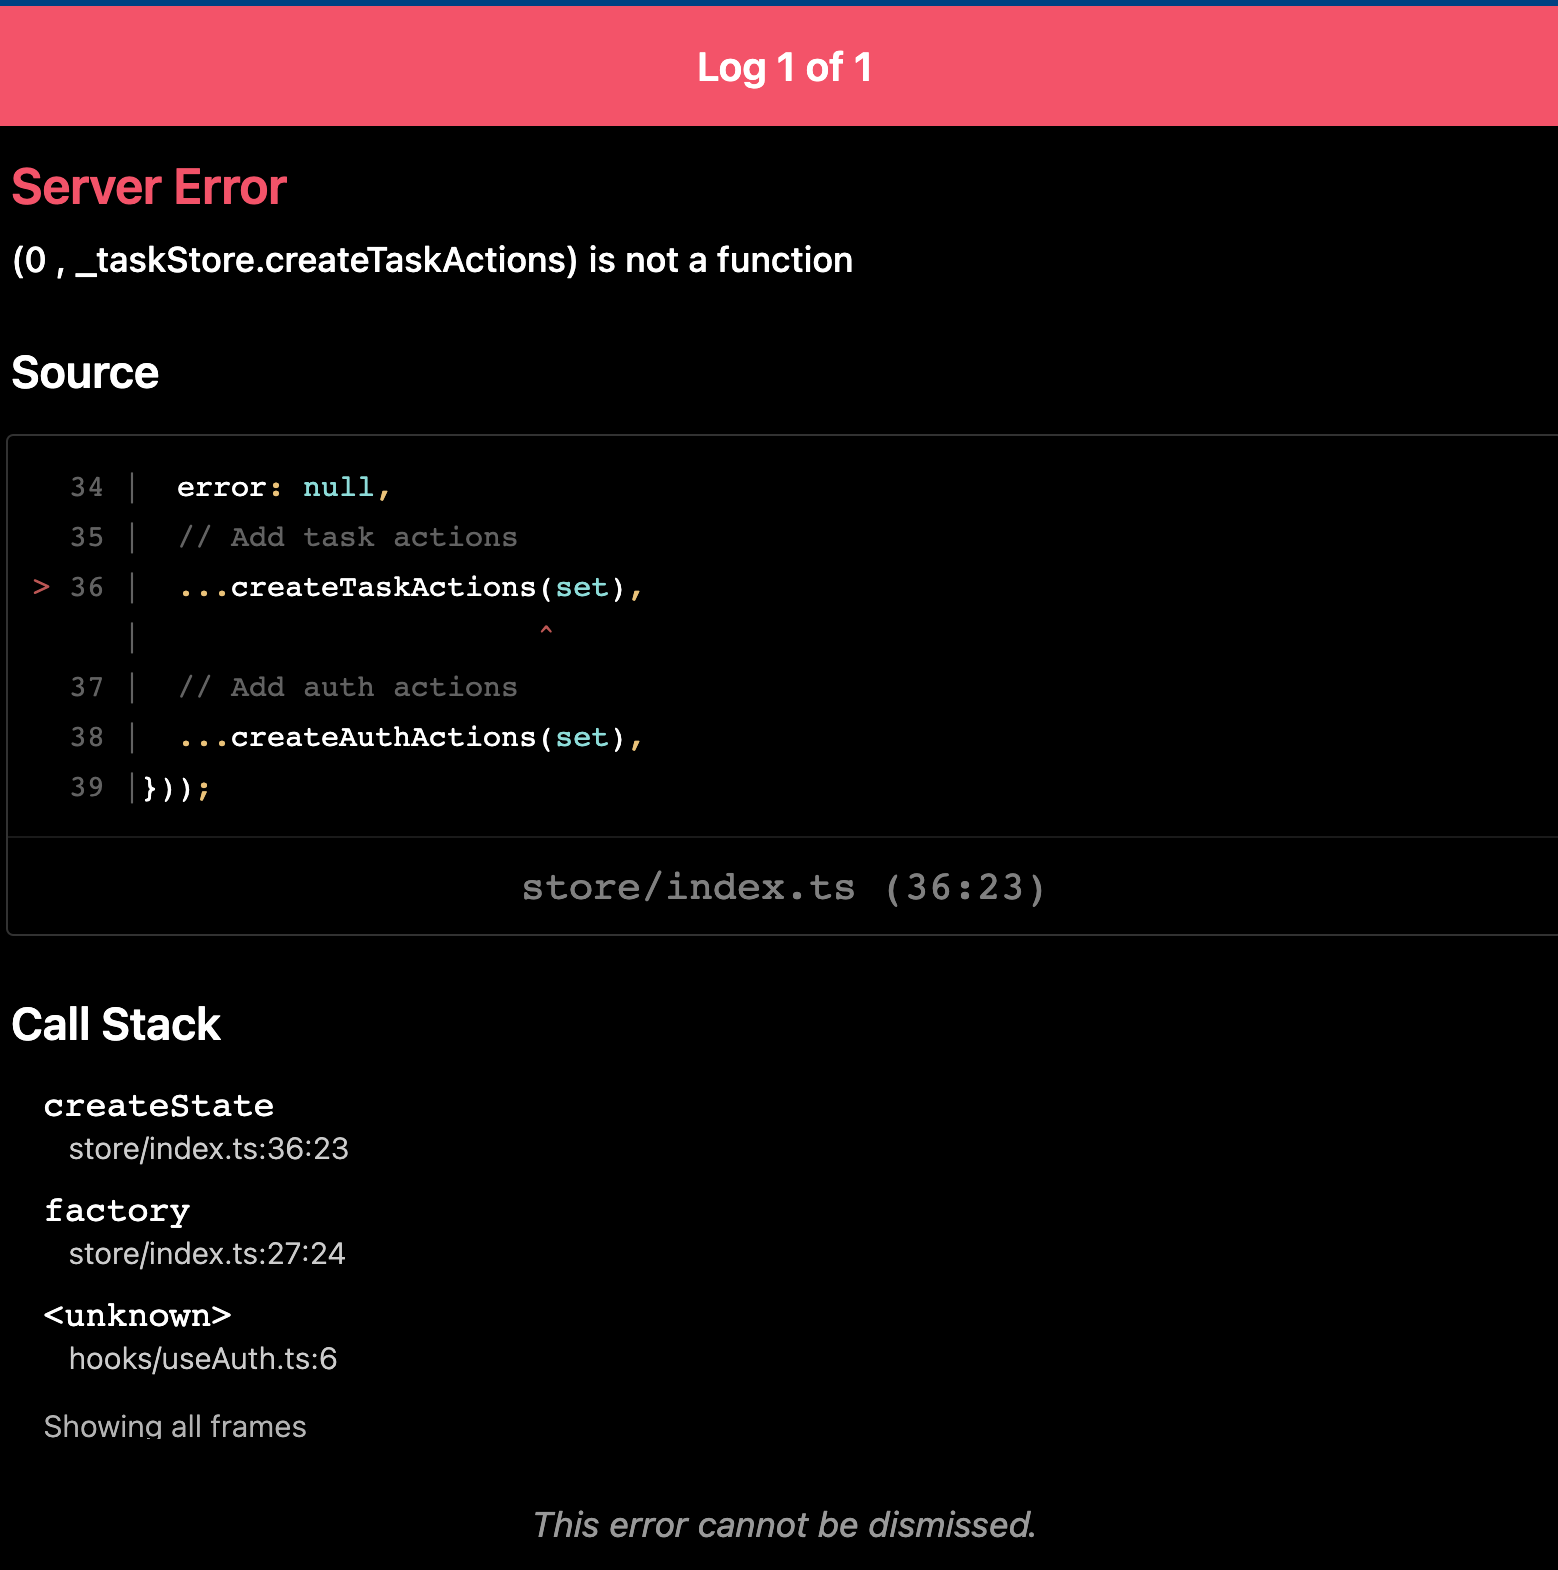 Log 1 of 1
Server Error
(0 , _taskStore.createTaskActions) is not a function
Source
34 |   error: null,
35 |   // Add task actions
> 36 |   ...createTaskActions(set),
|                       ^
37 |   // Add auth actions
38 |   ...createAuthActions(set),
39 |}));
store/index.ts (36:23)
Call Stack
createState
store/index.ts:36:23
factory
store/index.ts:27:24
<unknown>
hooks/useAuth.ts:6
Showing all frames
This error cannot be dismissed.